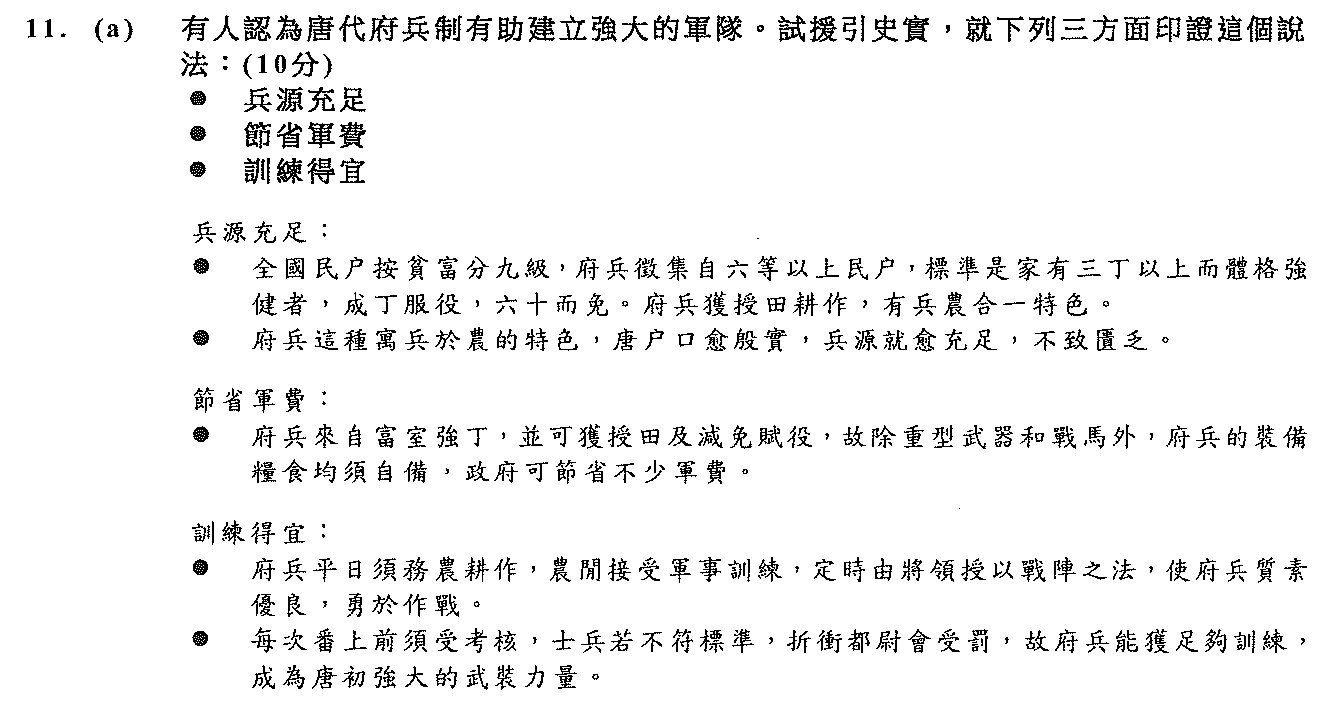 11. (a) 有人認為唐代府兵制有助建立強大的軍隊。試援引史實，就下列三方面印證這個說
法：(10分)
● 兵源充足
● 節省軍費
● 訓練得宜
兵源充足：
● 全國民户按貧富分九級，府兵徵集自六等以上民户，標準是家有三丁以上而體格強
健者，成丁服役，六十而免。府兵獲授田耕作，有兵農合一特色。
● 府兵這種寓兵於農的特色，唐户口愈殷實，兵源就愈充足，不致匱乏。
節省軍費：
● 府兵來自富室強丁，並可獲授田及減免賦役，故除重型武器和戰馬外，府兵的裝備
糧食均須自備，政府可節省不少軍費。
訓練得宜：
● 府兵平日須務農耕作，農閒接受軍事訓練，定時由將領授以戰陣之法，使府兵質素
優良，勇於作戰。
● 每次番上前須受考核，士兵若不符標準，折衝都尉會受罰，故府兵能獲足夠訓練，
成為唐初強大的武裝力量。